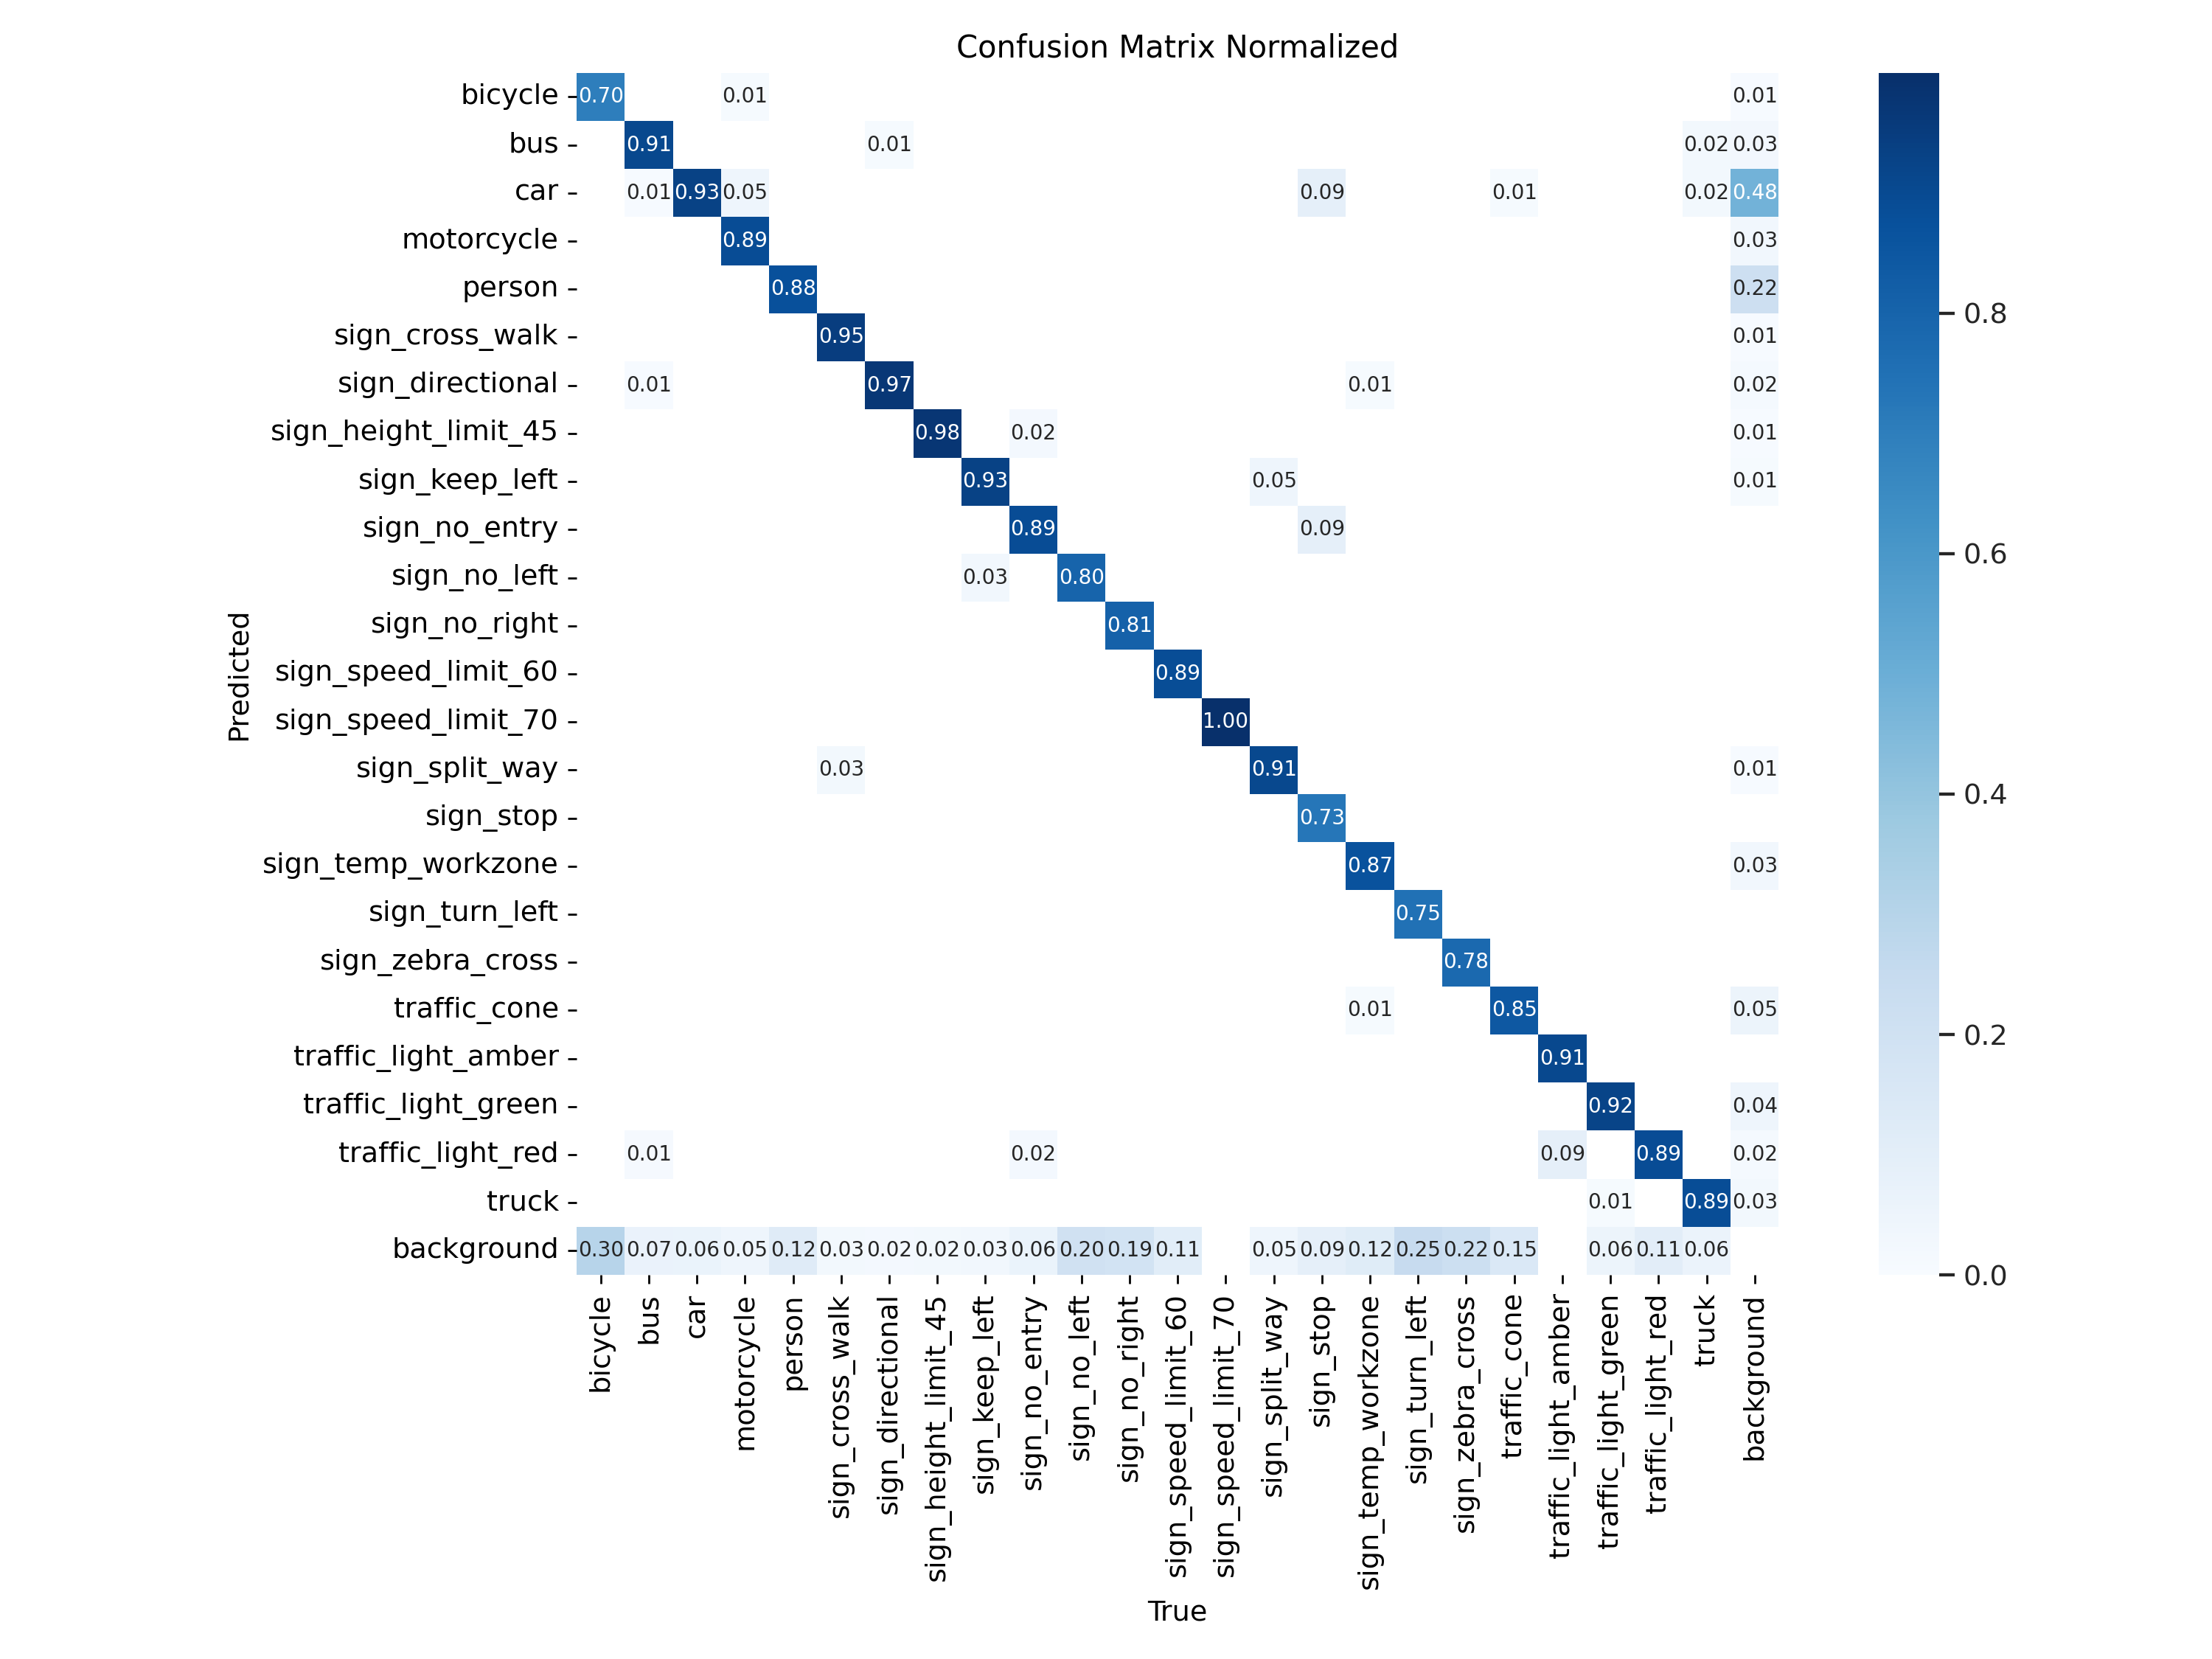 Confusion Matrix Normalized
bicycle 0.70 0.01 0.01
bus 0.91 0.01 0.02 0.03
car 0.01 0.93 0.05 0.09 0.01 0.02 0.48
motorcycle 0.89 0.03
person 0.88 0.22
sign_cross_walk 0.95 0.01
sign_directional 0.01 0.97 0.01 0.02
sign_height_limit_45 0.98 0.02 0.01
sign_keep_left 0.93 0.05 0.01
sign_no_entry 0.89 0.09
sign_no_left 0.03 0.80
sign_no_right 0.81
sign_speed_limit_60 0.89
sign_speed_limit_70 1.00
sign_split_way 0.03 0.91 0.01
sign_stop 0.73
sign_temp_workzone 0.87 0.03
sign_turn_left 0.75
sign_zebra_cross 0.78
traffic_cone 0.01 0.85 0.05
traffic_light_amber 0.91
traffic_light_green 0.92 0.04
traffic_light_red 0.01 0.02 0.09 0.89 0.02
truck 0.01 0.89 0.03
background 0.30 0.07 0.06 0.05 0.12 0.03 0.02 0.02 0.03 0.06 0.20 0.19 0.11 0.05 0.09 0.12 0.25 0.22 0.15 0.06 0.11 0.06
Predicted
bicycle
bus
car
motorcycle
person
sign_cross_walk
sign_directional
sign_height_limit_45
sign_keep_left
sign_no_entry
sign_no_left
sign_no_right
sign_speed_limit_60
sign_speed_limit_70
sign_split_way
sign_stop
sign_temp_workzone
sign_turn_left
sign_zebra_cross
traffic_cone
traffic_light_amber
traffic_light_green
traffic_light_red
truck
background
True
0.8
0.6
0.4
0.2
0.0